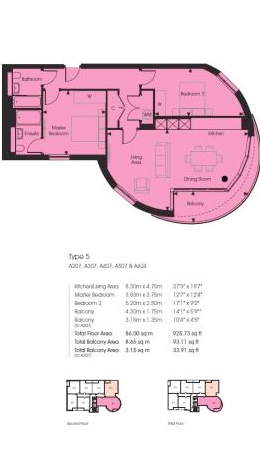 Bathroom
W
Bedroom 2
C
W
WM
Ensuite
Master
Bedroom
Kitchen
Living
Area
Dining Room
Balcony
Type 5
A207, A307, A407, A507 & A604
Kitchen/Living Area 8.30m x 4.75m 27'3" x 15'7"
Master Bedroom 3.83m x 3.75m 12'7" x 12'4"
Bedroom 2 5.20m x 2.80m 17'1" x 9'2"
Balcony 4.30m x 1.75m 14'1" x 5'9"
Balcony 3.15m x 1.35m 10'4" x 4'5"
(to A207)
Total Floor Area 86.00 sq m 925.73 sq ft
Total Balcony Area 8.65 sq m 93.11 sq ft
Total Balcony Area 3.15 sq m 33.91 sq ft
(to A207)
Second Floor
Third Floor